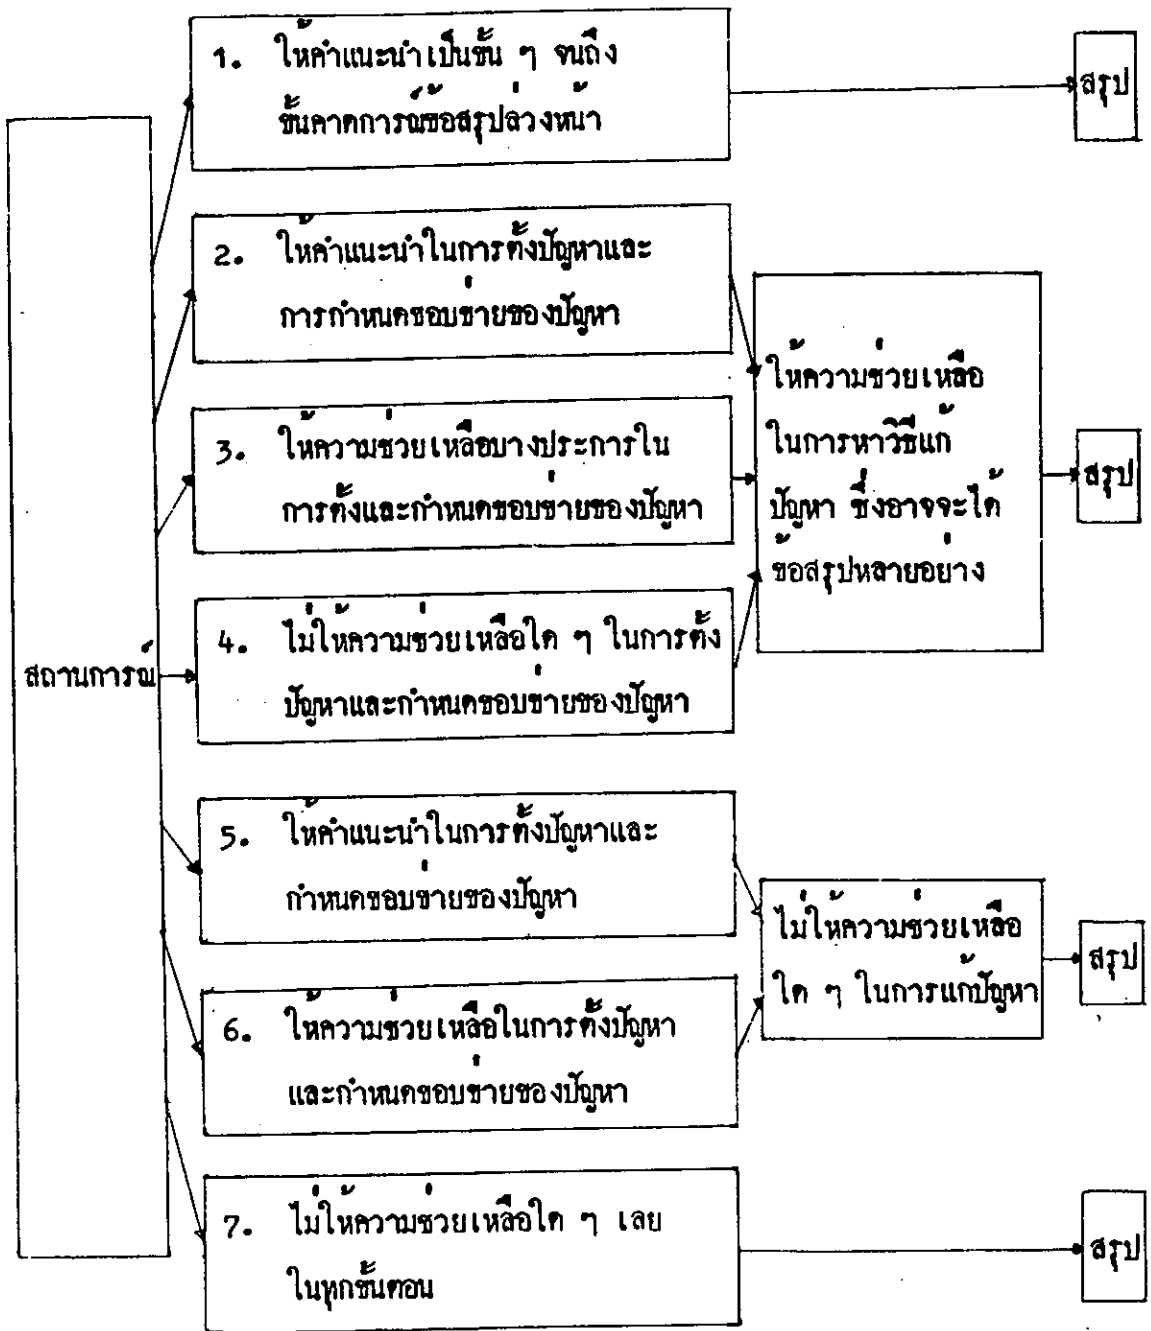 1. ให้คำแนะนำเป็นขั้น ๆ จนถึง
ขั้นคาดการณ์ข้อสรุปล่วงหน้า
สรุป
2. ให้คำแนะนำในการตั้งปัญหาและ
การกำหนดขอบข่ายของปัญหา
3. ให้ความช่วยเหลือบางประการใน
การตั้งและกำหนดขอบข่ายของปัญหา
4. ไม่ให้ความช่วยเหลือใด ๆ ในการตั้ง
ปัญหาและกำหนดขอบข่ายของปัญหา
ให้ความช่วยเหลือ
ในการหาวิธีแก้
ปัญหา ซึ่งอาจจะได้
ข้อสรุปหลายอย่าง
สรุป
สถานการณ์
5. ให้คำแนะนำในการตั้งปัญหาและ
กำหนดขอบข่ายของปัญหา
6. ให้ความช่วยเหลือในการตั้งปัญหา
และกำหนดขอบข่ายของปัญหา
ไม่ให้ความช่วยเหลือ
ใด ๆ ในการแก้ปัญหา
สรุป
7. ไม่ให้ความช่วยเหลือใด ๆ เลย
ในทุกขั้นตอน
สรุป